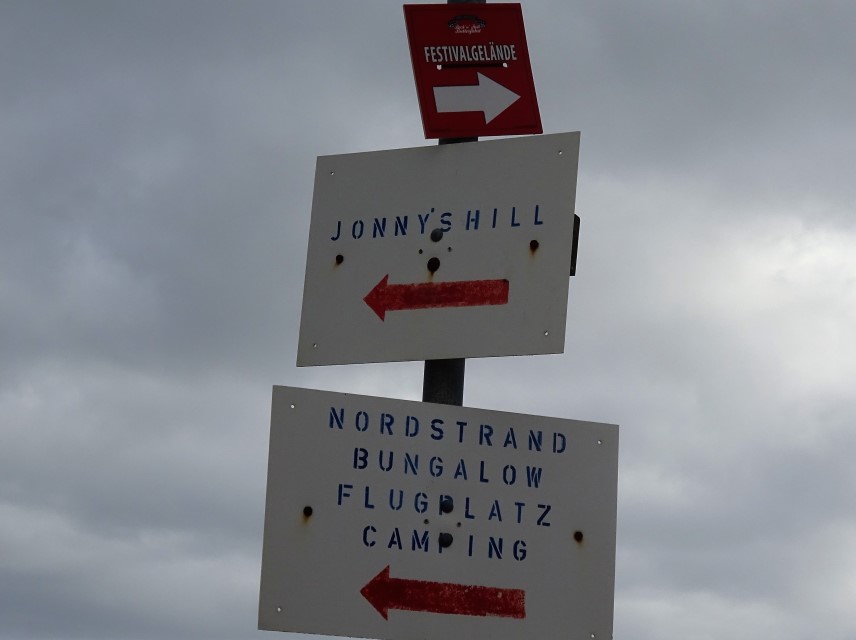 FESTIVALGELÄNDE
JONNY'S HILL
NORDSTRAND
BUNGALOW
FLUGPLATZ
CAMPING